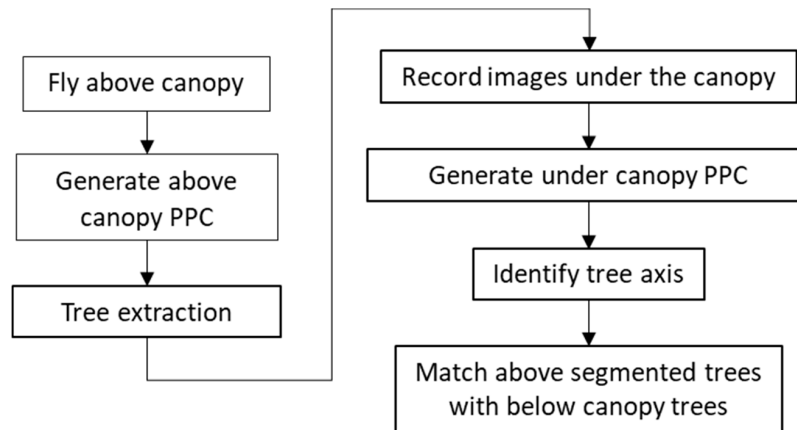 Fly above canopy
Generate above
canopy PPC
Tree extraction
Record images under the canopy
Generate under canopy PPC
Identify tree axis
Match above segmented trees
with below canopy trees